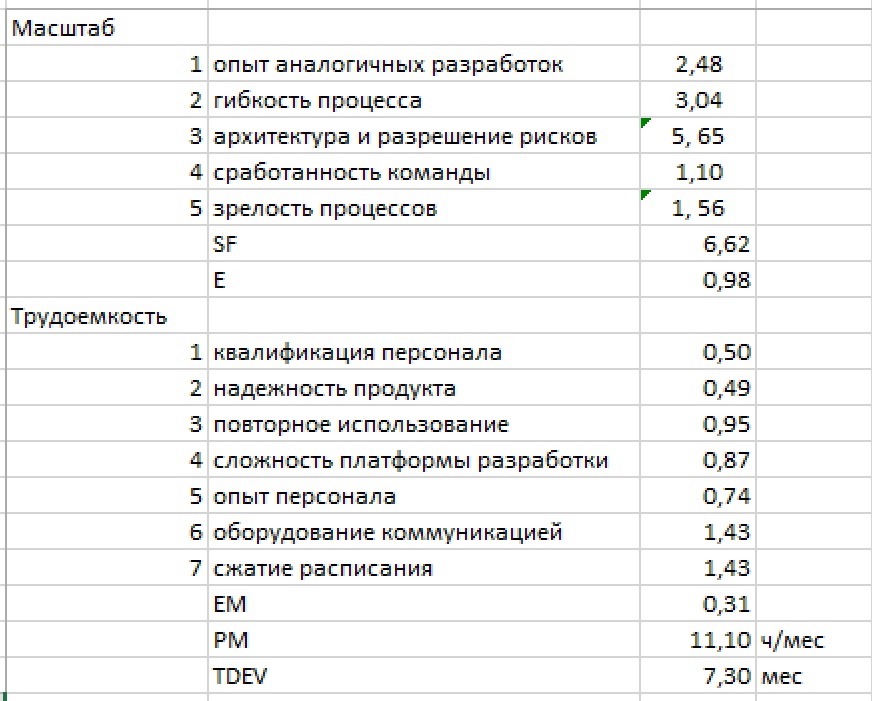 Масштаб
1 опыт аналогичных разработок 2,48
2 гибкость процесса 3,04
3 архитектура и разрешение рисков 5, 65
4 сработанность команды 1,10
5 зрелость процессов 1, 56
SF 6,62
E 0,98
Трудоемкость
1 квалификация персонала 0,50
2 надежность продукта 0,49
3 повторное использование 0,95
4 сложность платформы разработки 0,87
5 опыт персонала 0,74
6 оборудование коммуникацией 1,43
7 сжатие расписания 1,43
EM 0,31
PM 11,10 ч/мес
TDEV 7,30 мес